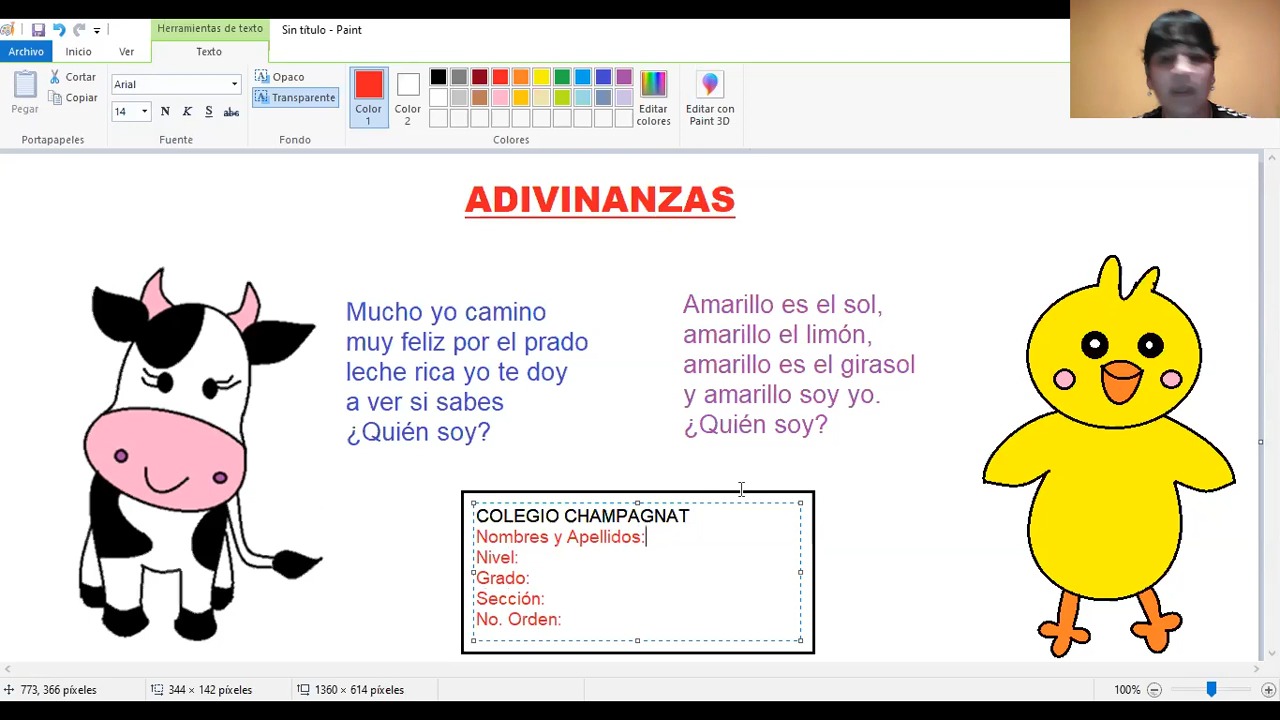 Herramientas de texto
Sin título - Paint
Archivo
Inicio
Ver
Texto
Pegar
Cortar
Copiar
Portapapeles
Arial
14
N K S abc
Fuente
Opaco
Transparente
Fondo
Color 1
Color 2
Editar colores
Colores
Editar con Paint 3D
ADIVINANZAS
Mucho yo camino
muy feliz por el prado
leche rica yo te doy
a ver si sabes
¿Quién soy?
Amarillo es el sol,
amarillo el limón,
amarillo es el girasol
y amarillo soy yo.
¿Quién soy?
COLEGIO CHAMPAGNAT
Nombres y Apellidos:
Nivel:
Grado:
Sección:
No. Orden:
773, 366 píxeles
344 × 142 píxeles
1360 × 614 píxeles
100%